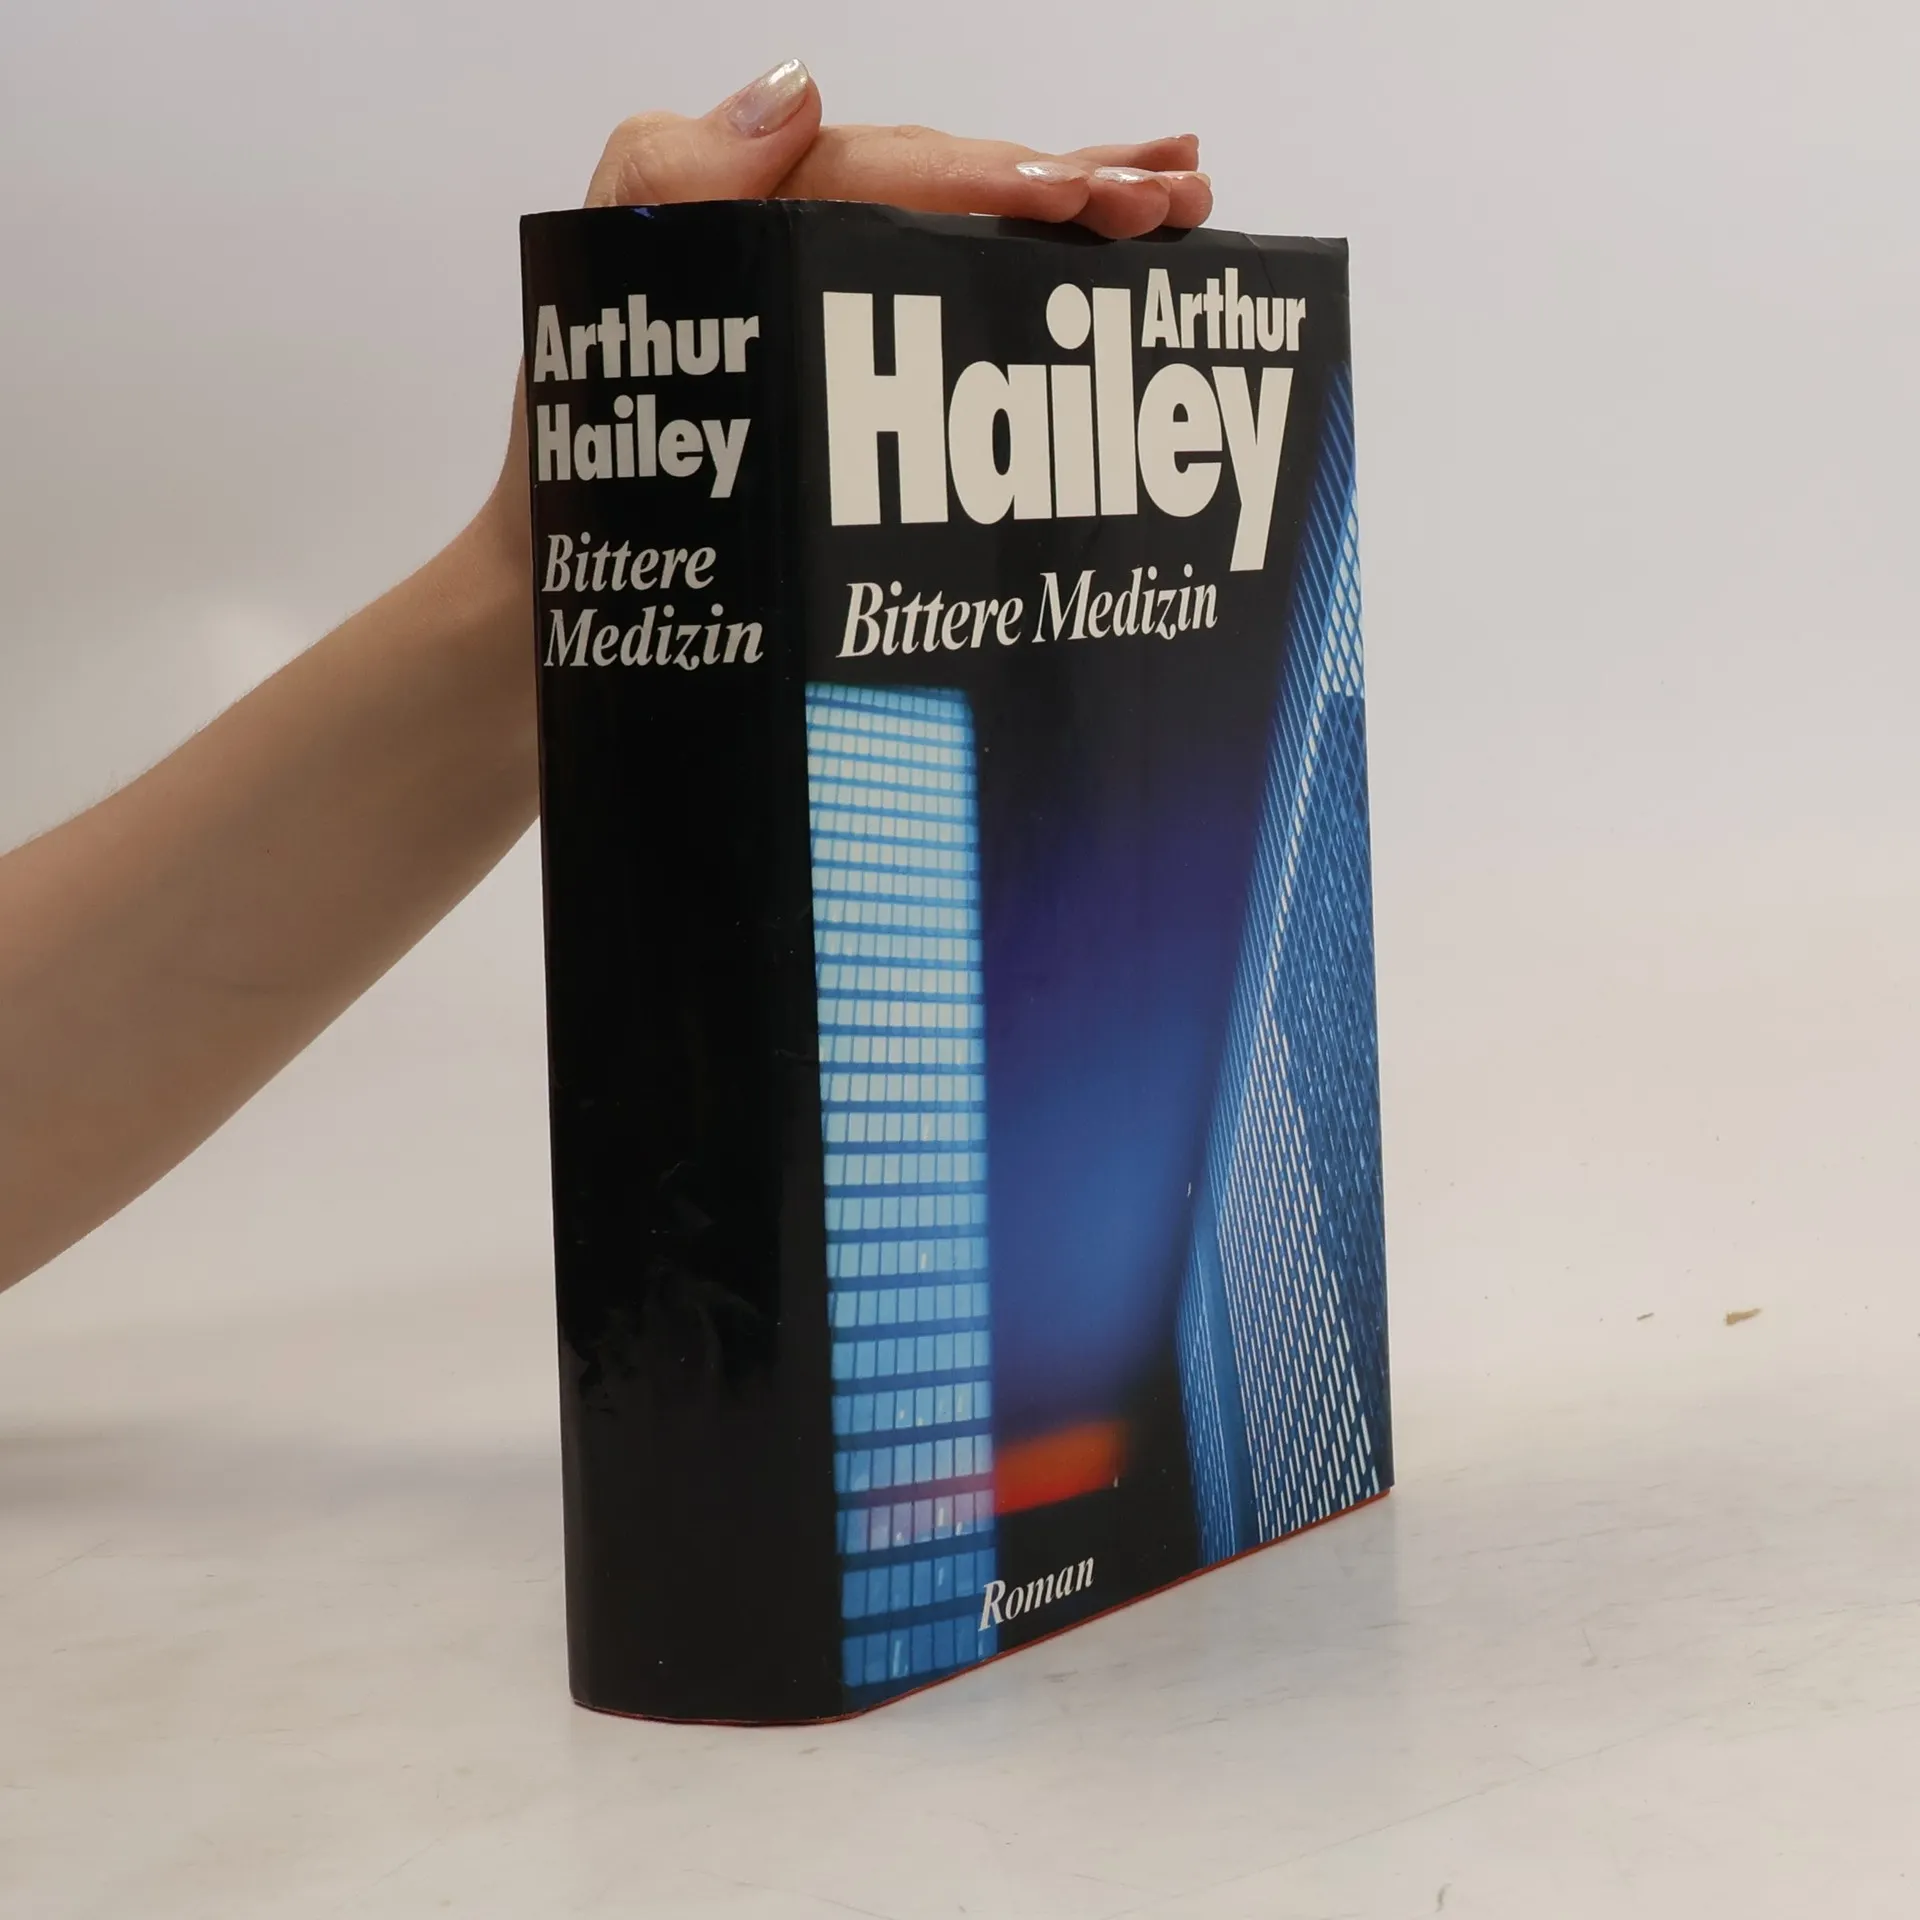 Arthur
Hailey
Bittere
Medizin
Arthur
Hailey
Bittere Medizin
Roman